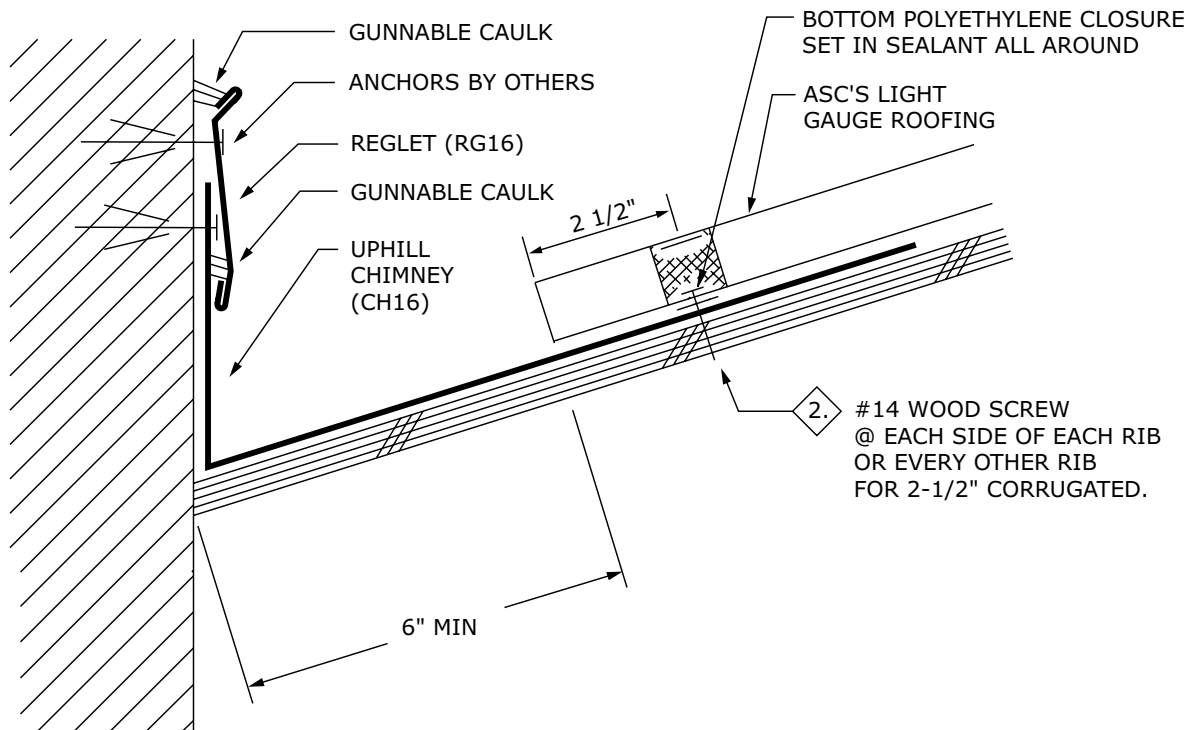 GUNNABLE CAULK
ANCHORS BY OTHERS
REGLET (RG16)
GUNNABLE CAULK
UPHILL
CHIMNEY
(CH16)
BOTTOM POLYETHYLENE CLOSURE
SET IN SEALANT ALL AROUND
ASC'S LIGHT
GAUGE ROOFING
2 1/2"
2.
#14 WOOD SCREW
@ EACH SIDE OF EACH RIB
OR EVERY OTHER RIB
FOR 2-1/2" CORRUGATED.
6" MIN